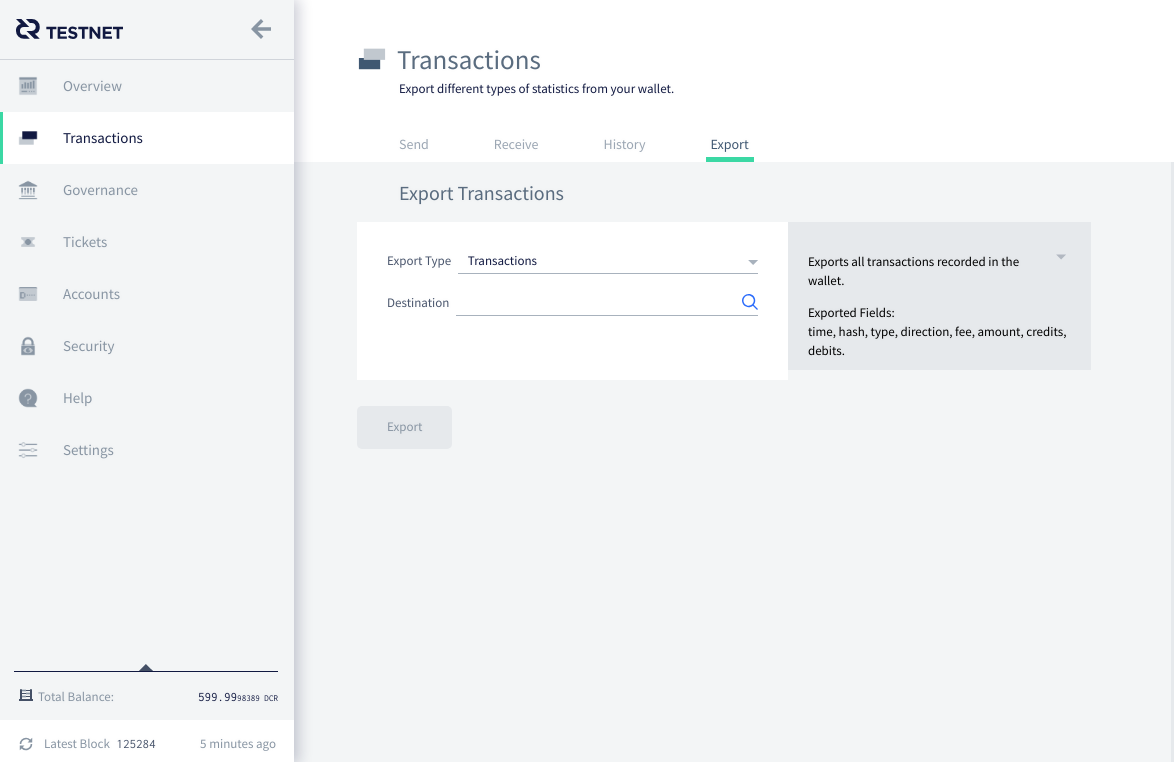 TESTNET
Overview
Transactions
Governance
Tickets
Accounts
Security
Help
Settings
Total Balance: 599.9998389 DCR
Latest Block 125284 5 minutes ago
Transactions
Export different types of statistics from your wallet.
Send Receive History Export
Export Transactions
Export Type Transactions
Destination
Exports all transactions recorded in the
wallet.
Exported Fields:
time, hash, type, direction, fee, amount, credits,
debits.
Export